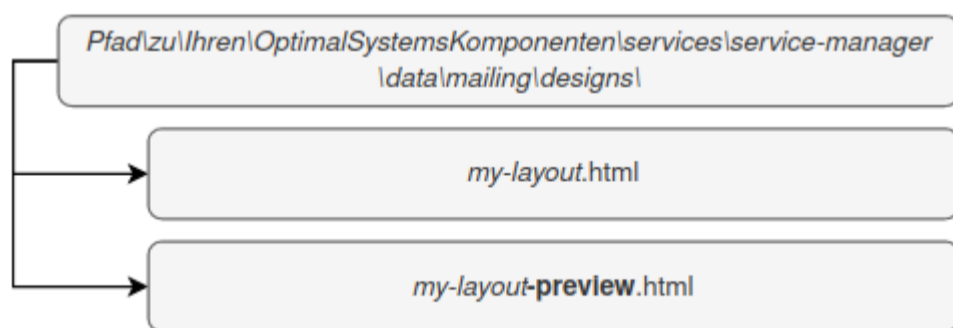 Pfad\zu\Ihren\OptimalSystemsKomponenten\services\service-manager
\data\mailing\designs\
my-layout.html
my-layout-preview.html